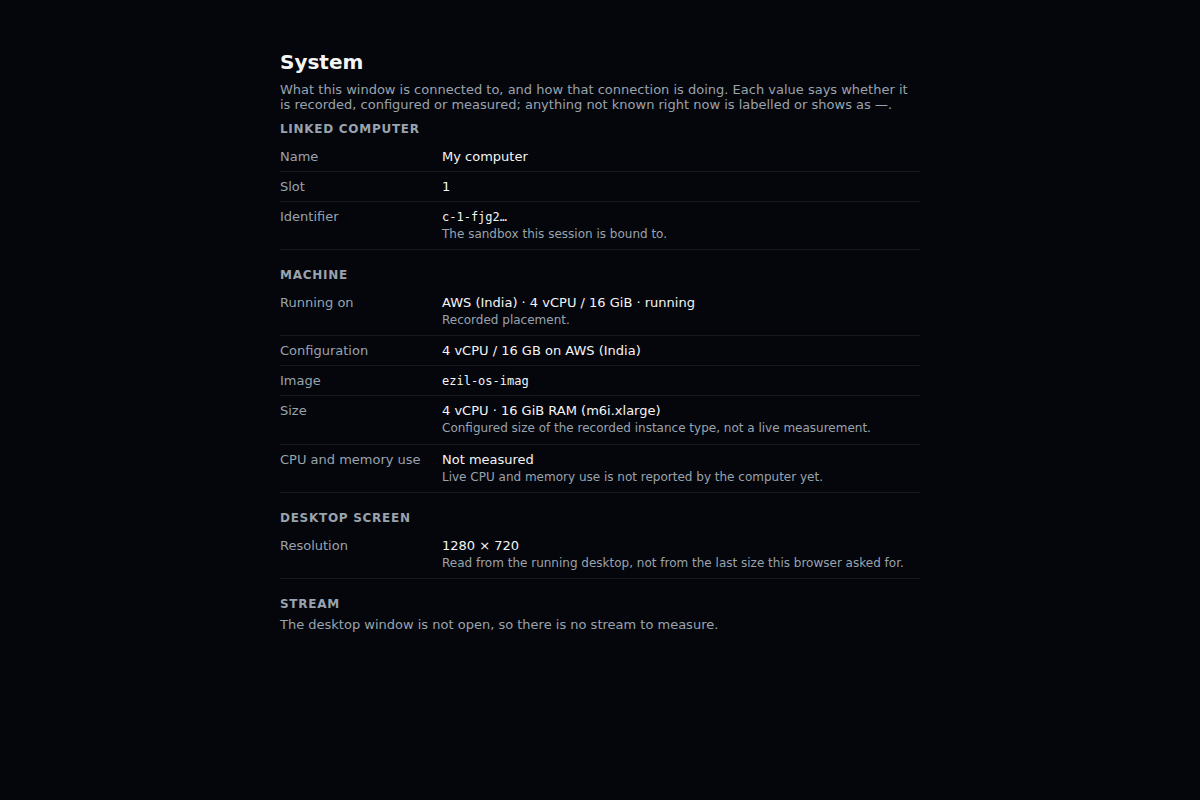 System
What this window is connected to, and how that connection is doing. Each value says whether it
is recorded, configured or measured; anything not known right now is labelled or shows as —.
LINKED COMPUTER
Name My computer
Slot 1
Identifier c-1-fjg2…
The sandbox this session is bound to.
MACHINE
Running on AWS (India) · 4 vCPU / 16 GiB · running
Recorded placement.
Configuration 4 vCPU / 16 GB on AWS (India)
Image ezil-os-imag
Size 4 vCPU · 16 GiB RAM (m6i.xlarge)
Configured size of the recorded instance type, not a live measurement.
CPU and memory use Not measured
Live CPU and memory use is not reported by the computer yet.
DESKTOP SCREEN
Resolution 1280 × 720
Read from the running desktop, not from the last size this browser asked for.
STREAM
The desktop window is not open, so there is no stream to measure.